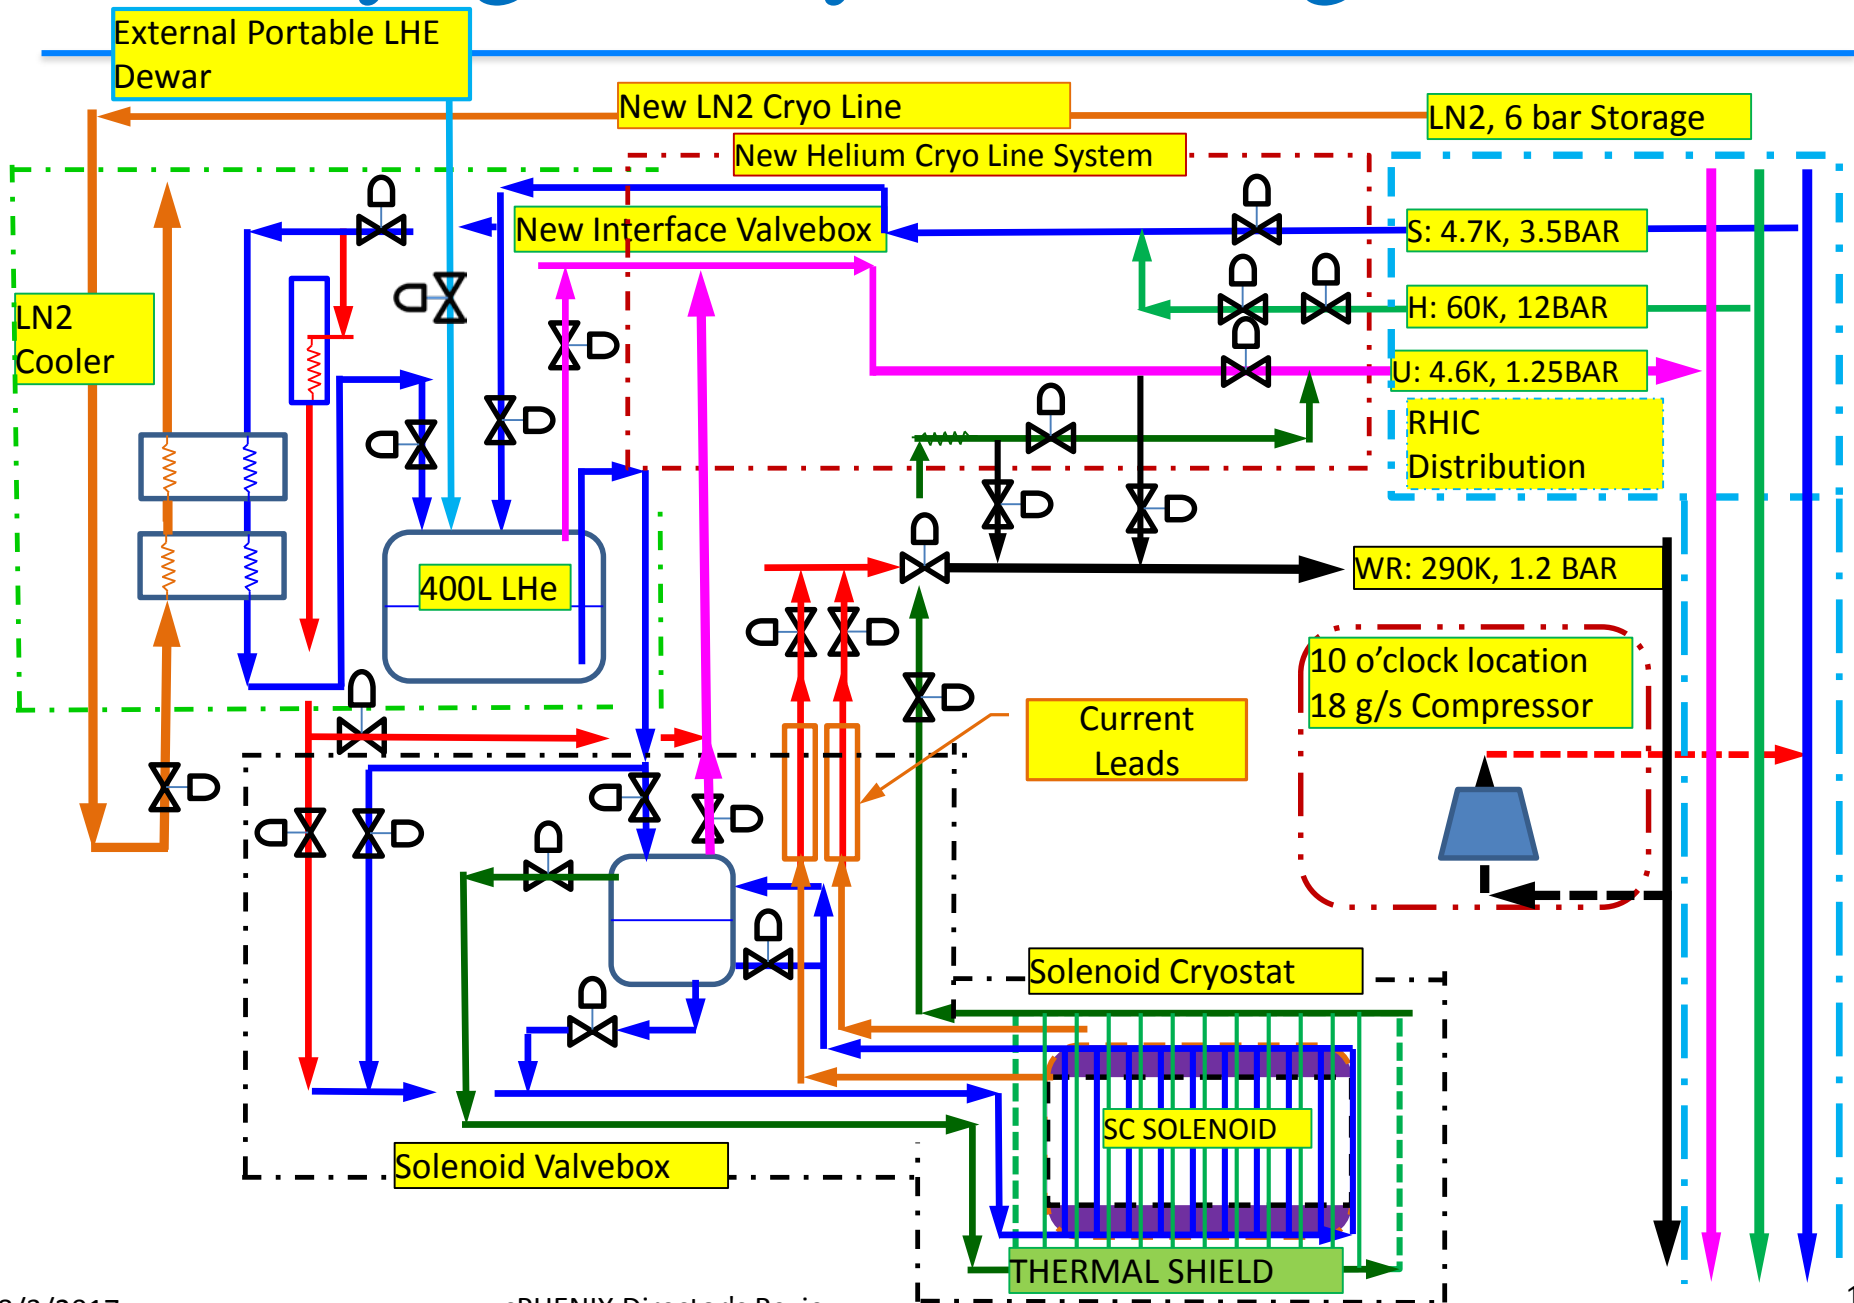 External Portable LHE
Dewar
New LN2 Cryo Line
LN2, 6 bar Storage
New Helium Cryo Line System
New Interface Valvebox
S: 4.7K, 3.5BAR
LN2
Cooler
H: 60K, 12BAR
U: 4.6K, 1.25BAR
RHIC
Distribution
400L LHe
WR: 290K, 1.2 BAR
10 o'clock location
18 g/s Compressor
Current
Leads
Solenoid Cryostat
SC SOLENOID
Solenoid Valvebox
THERMAL SHIELD